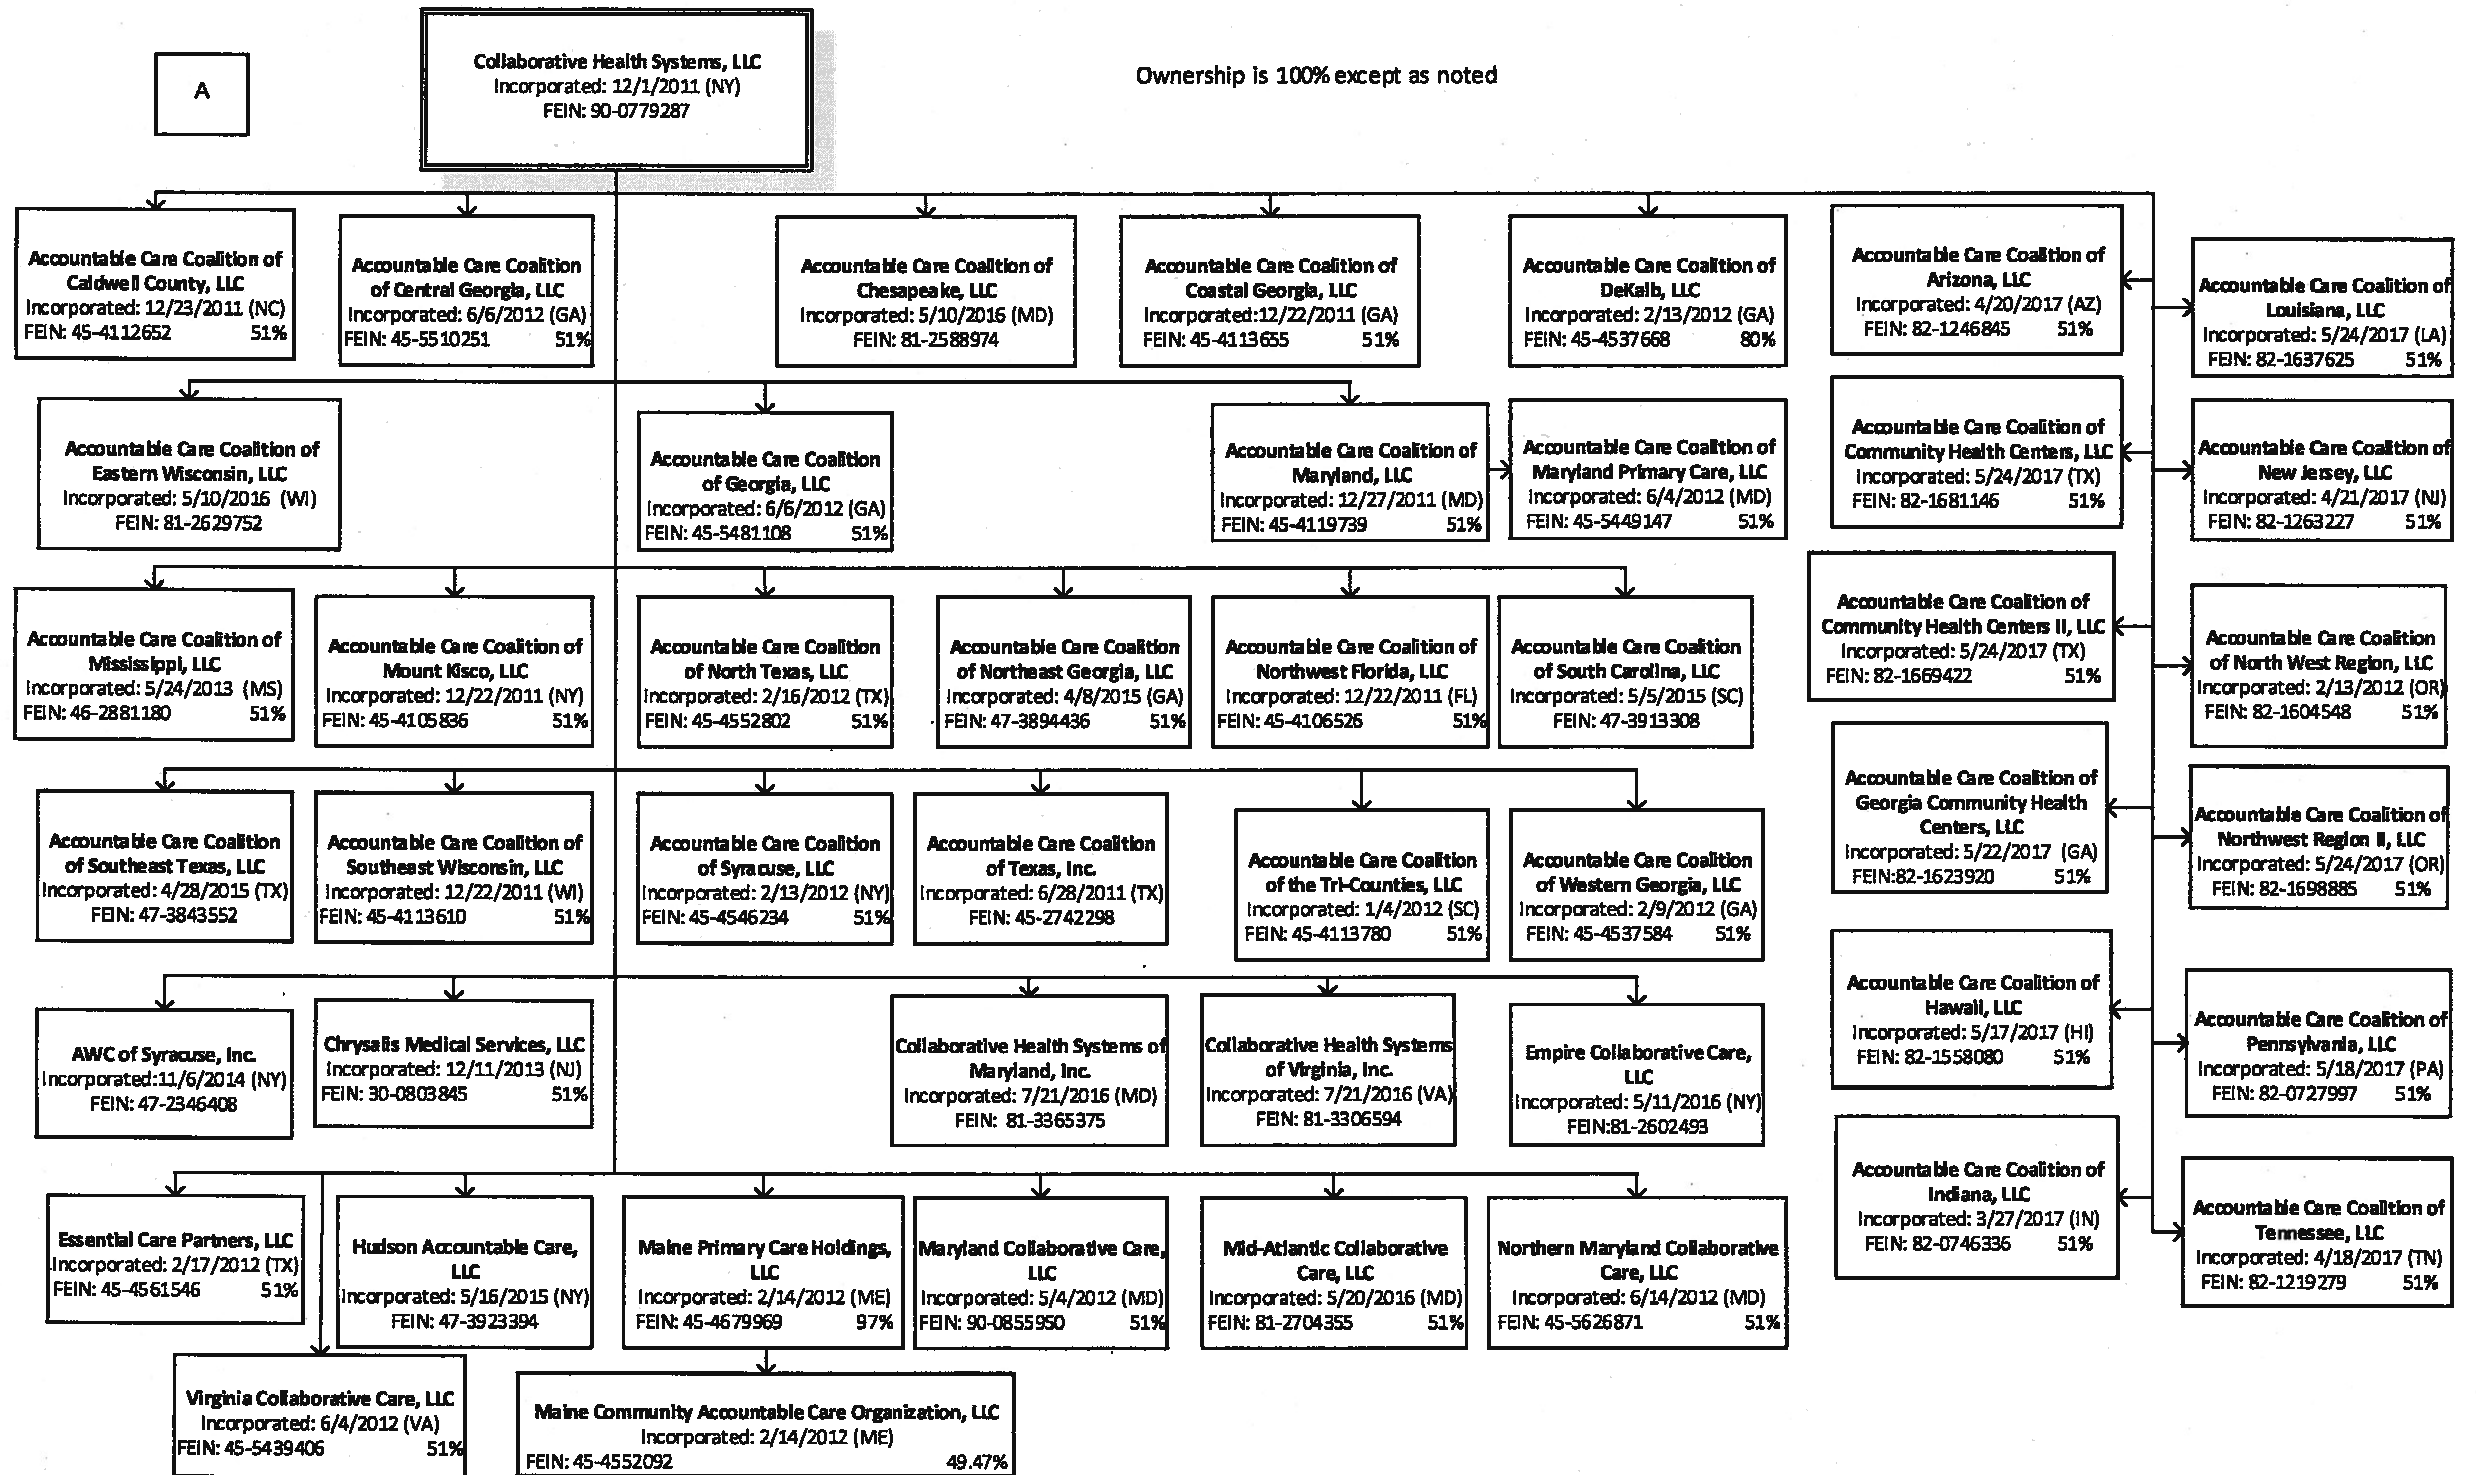 A
Collaborative Health Systems, LLC
Incorporated: 12/1/2011 (NY)
FEIN: 90-0779287
Ownership is 100% except as noted
Accountable Care Coalition of
Caldwell County, LLC
Incorporated: 12/23/2011 (NC)
FEIN: 45-4112652 51%
Accountable Care Coalition
of Central Georgia, LLC
Incorporated: 6/6/2012 (GA)
FEIN: 45-5510251 51%
Accountable Care Coalition of
Chesapeake, LLC
Incorporated: 5/10/2016 (MD)
FEIN: 81-2588974
Accountable Care Coalition of
Coastal Georgia, LLC
Incorporated:12/22/2011 (GA)
FEIN: 45-4113655 51%
Accountable Care Coalition of
DeKalb, LLC
Incorporated: 2/13/2012 (GA)
FEIN: 45-4537668 80%
Accountable Care Coalition of
Arizona, LLC
Incorporated: 4/20/2017 (AZ)
FEIN: 82-1246845 51%
Accountable Care Coalition of
Louisiana, LLC
Incorporated: 5/24/2017 (LA)
FEIN: 82-1637625 51%
Accountable Care Coalition of
Eastern Wisconsin, LLC
Incorporated: 5/10/2016 (WI)
FEIN: 81-2629752
Accountable Care Coalition
of Georgia, LLC
Incorporated: 6/6/2012 (GA)
FEIN: 45-5481108 51%
Accountable Care Coalition of
Maryland, LLC
Incorporated: 12/27/2011 (MD)
FEIN: 45-4119739 51%
Accountable Care Coalition of
Maryland Primary Care, LLC
Incorporated: 6/4/2012 (MD)
FEIN: 45-5449147 51%
Accountable Care Coalition of
Community Health Centers, LLC
Incorporated: 5/24/2017 (TX)
FEIN: 82-1681146 51%
Accountable Care Coalition of
New Jersey, LLC
Incorporated: 4/21/2017 (NJ)
FEIN: 82-1263227 51%
Accountable Care Coalition of
Mississippi, LLC
Incorporated: 5/24/2013 (MS)
FEIN: 46-2881180 51%
Accountable Care Coalition of
Mount Kisco, LLC
Incorporated: 12/22/2011 (NY)
FEIN: 45-4105836 51%
Accountable Care Coalition
of North Texas, LLC
Incorporated: 2/16/2012 (TX)
FEIN: 45-4552802 51%
Accountable Care Coalition
of Northeast Georgia, LLC
Incorporated: 4/8/2015 (GA)
FEIN: 47-3894436 51%
Accountable Care Coalition of
Northwest Florida, LLC
Incorporated: 12/22/2011 (FL)
FEIN: 45-4106526 51%
Accountable Care Coalition
of South Carolina, LLC
Incorporated: 5/5/2015 (SC)
FEIN: 47-3913308
Accountable Care Coalition of
Community Health Centers II, LLC
Incorporated: 5/24/2017 (TX)
FEIN: 82-1669422 51%
Accountable Care Coalition
of North West Region, LLC
Incorporated: 2/13/2012 (OR)
FEIN: 82-1604548 51%
Accountable Care Coalition
of Southeast Texas, LLC
Incorporated: 4/28/2015 (TX)
FEIN: 47-3843552
Accountable Care Coalition of
Southeast Wisconsin, LLC
Incorporated: 12/22/2011 (WI)
FEIN: 45-4113610 51%
Accountable Care Coalition
of Syracuse, LLC
Incorporated: 2/13/2012 (NY)
FEIN: 45-4546234 51%
Accountable Care Coalition
of Texas, Inc.
Incorporated: 6/28/2011 (TX)
FEIN: 45-2742298
Accountable Care Coalition
of the Tri-Counties, LLC
Incorporated: 1/4/2012 (SC)
FEIN: 45-4113780 51%
Accountable Care Coalition
of Western Georgia, LLC
Incorporated: 2/9/2012 (GA)
FEIN: 45-4537584 51%
Accountable Care Coalition of
Georgia Community Health
Centers, LLC
Incorporated: 5/22/2017 (GA)
FEIN:82-1623920 51%
Accountable Care Coalition of
Northwest Region II, LLC
Incorporated: 5/24/2017 (OR)
FEIN: 82-1698885 51%
AWC of Syracuse, Inc.
Incorporated:11/6/2014 (NY)
FEIN: 47-2346408
Chrysalis Medical Services, LLC
Incorporated: 12/11/2013 (NJ)
FEIN: 30-0803845 51%
Collaborative Health Systems of
Maryland, Inc.
Incorporated: 7/21/2016 (MD)
FEIN: 81-3365375
Collaborative Health Systems
of Virginia, Inc.
Incorporated: 7/21/2016 (VA)
FEIN: 81-3306594
Empire Collaborative Care,
LLC
Incorporated: 5/11/2016 (NY)
FEIN:81-2602493
Accountable Care Coalition of
Hawaii, LLC
Incorporated: 5/17/2017 (HI)
FEIN: 82-1558080 51%
Accountable Care Coalition of
Pennsylvania, LLC
Incorporated: 5/18/2017 (PA)
FEIN: 82-0727997 51%
Essential Care Partners, LLC
Incorporated: 2/17/2012 (TX)
FEIN: 45-4561546 51%
Hudson Accountable Care,
LLC
Incorporated: 5/16/2015 (NY)
FEIN: 47-3923394
Maine Primary Care Holdings,
LLC
Incorporated: 2/14/2012 (ME)
FEIN: 45-4679969 97%
Maryland Collaborative Care,
LLC
Incorporated: 5/4/2012 (MD)
FEIN: 90-0855950 51%
Mid-Atlantic Collaborative
Care, LLC
Incorporated: 5/20/2016 (MD)
FEIN: 81-2704355 51%
Northern Maryland Collaborative
Care, LLC
Incorporated: 6/14/2012 (MD)
FEIN: 45-5626871 51%
Accountable Care Coalition of
Indiana, LLC
Incorporated: 3/27/2017 (IN)
FEIN: 82-0746336 51%
Accountable Care Coalition of
Tennessee, LLC
Incorporated: 4/18/2017 (TN)
FEIN: 82-1219279 51%
Virginia Collaborative Care, LLC
Incorporated: 6/4/2012 (VA)
FEIN: 45-5439406 51%
Maine Community Accountable Care Organization, LLC
Incorporated: 2/14/2012 (ME)
FEIN: 45-4552092 49.47%